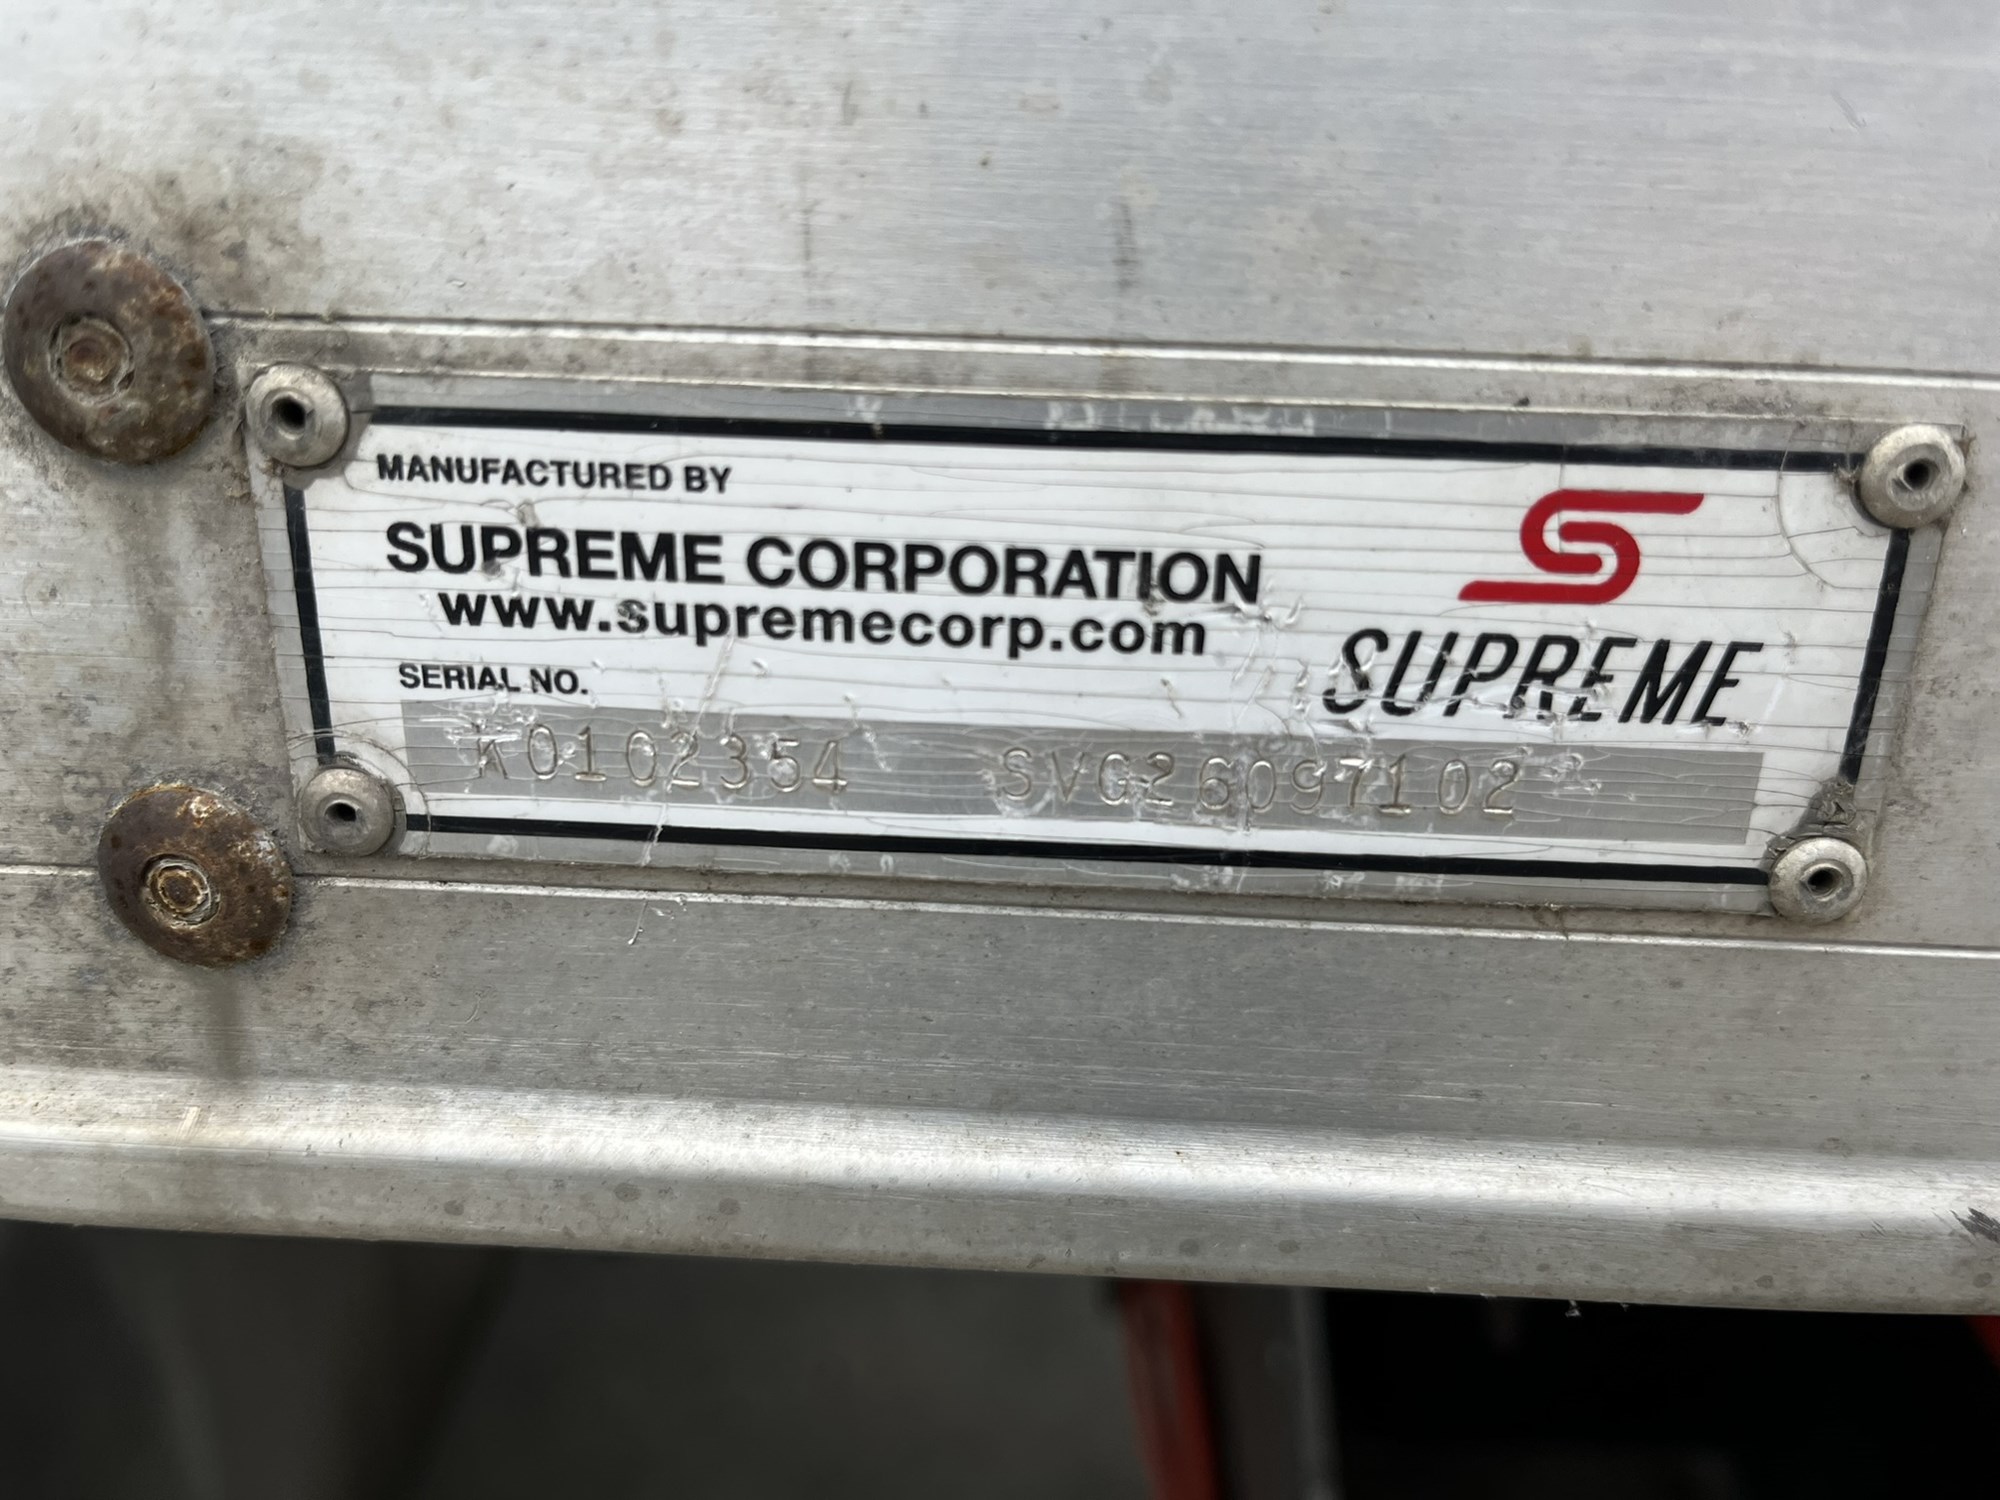 MANUFACTURED BY
SUPREME CORPORATION
www.supremecorp.com
SUPREME
SERIAL NO.
K0102354 SVG26097102